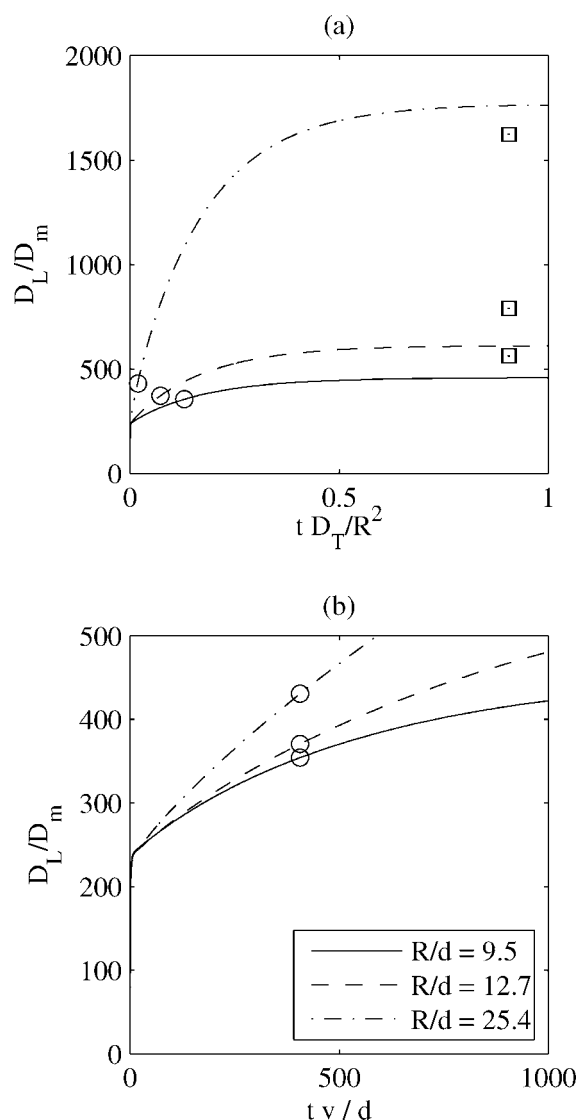 (a)
2000
1500
1000
500
0
D_L/D_m
0
0.5
1
t D_T/R^2
(b)
500
400
300
200
100
0
D_L/D_m
R/d = 9.5
R/d = 12.7
R/d = 25.4
0
500
1000
t v / d